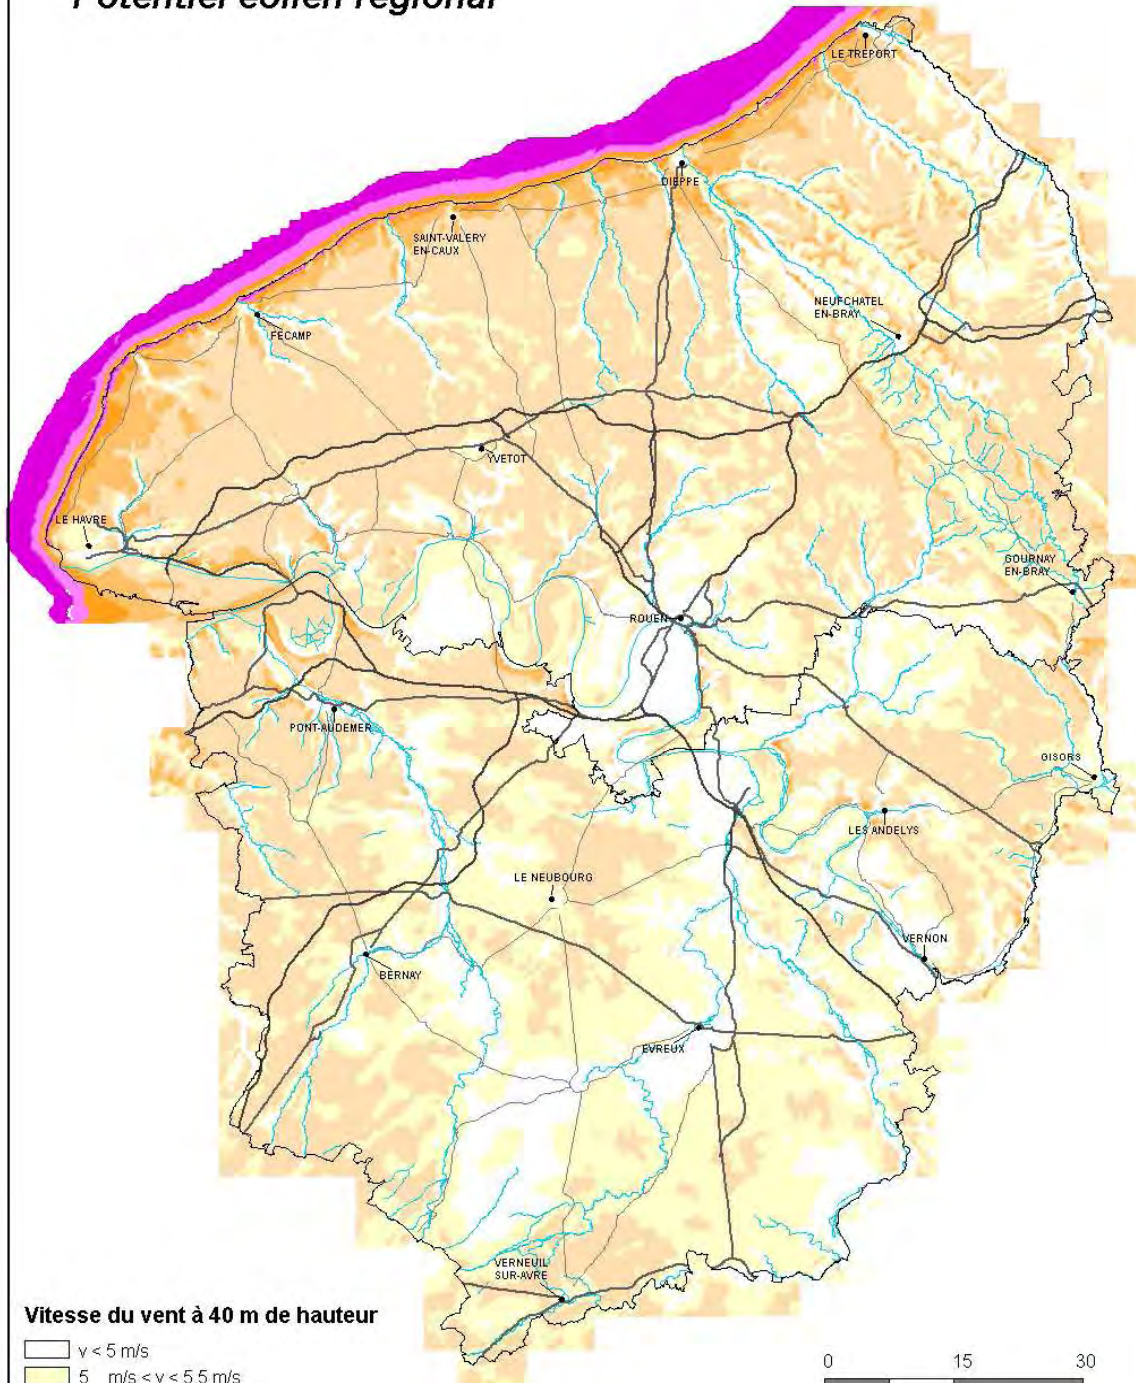 Potentiel éolien régional
LE TREPORT
DIEPPE
SAINT-VALERY
EN-CAUX
NEUFCHATEL
EN-BRAY
FECAMP
YVETOT
LE HAVRE
GOURNAY
EN-BRAY
ROUEN
PONT-AUDEMER
GISORS
LES ANDELYS
LE NEUBOURG
VERNON
BERNAY
EVREUX
VERNEUIL
SUR-AVRE
Vitesse du vent à 40 m de hauteur
v < 5 m/s
5 m/s < v < 5.5 m/s
0 15 30